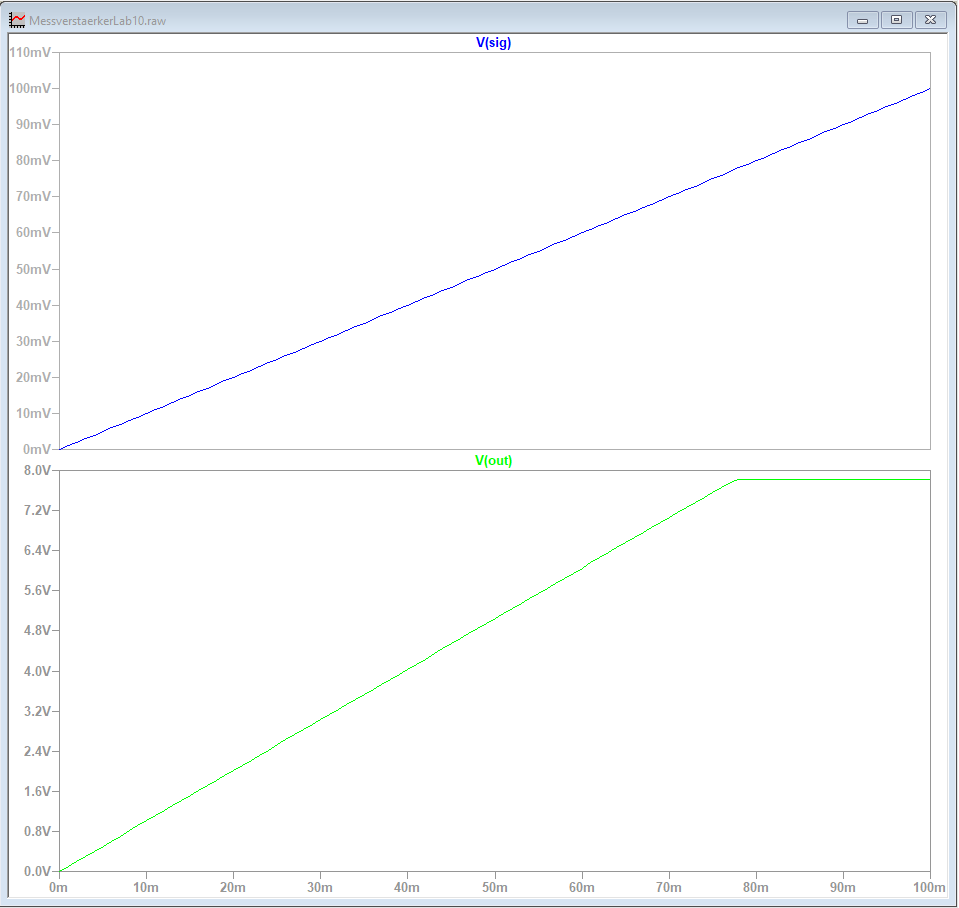 MessverstaerkerLab10.raw
V(sig)
110mV
100mV
90mV
80mV
70mV
60mV
50mV
40mV
30mV
20mV
10mV
0mV
V(out)
8.0V
7.2V
6.4V
5.6V
4.8V
4.0V
3.2V
2.4V
1.6V
0.8V
0.0V
0m 10m 20m 30m 40m 50m 60m 70m 80m 90m 100m